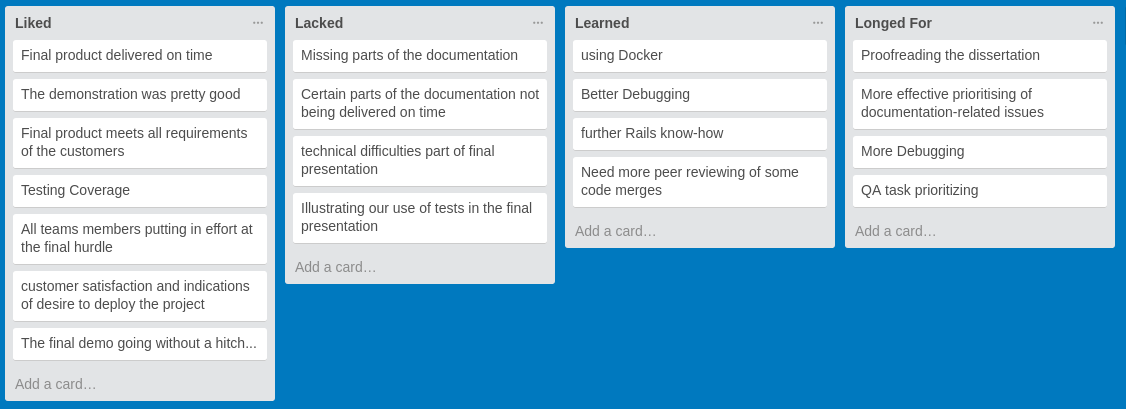 Liked
Final product delivered on time
The demonstration was pretty good
Final product meets all requirements
of the customers
Testing Coverage
All teams members putting in effort at
the final hurdle
customer satisfaction and indications
of desire to deploy the project
The final demo going without a hitch...
Add a card…
Lacked
Missing parts of the documentation
Certain parts of the documentation not
being delivered on time
technical difficulties part of final
presentation
Illustrating our use of tests in the final
presentation
Add a card…
Learned
using Docker
Better Debugging
further Rails know-how
Need more peer reviewing of some
code merges
Add a card…
Longed For
Proofreading the dissertation
More effective prioritising of
documentation-related issues
More Debugging
QA task prioritizing
Add a card…